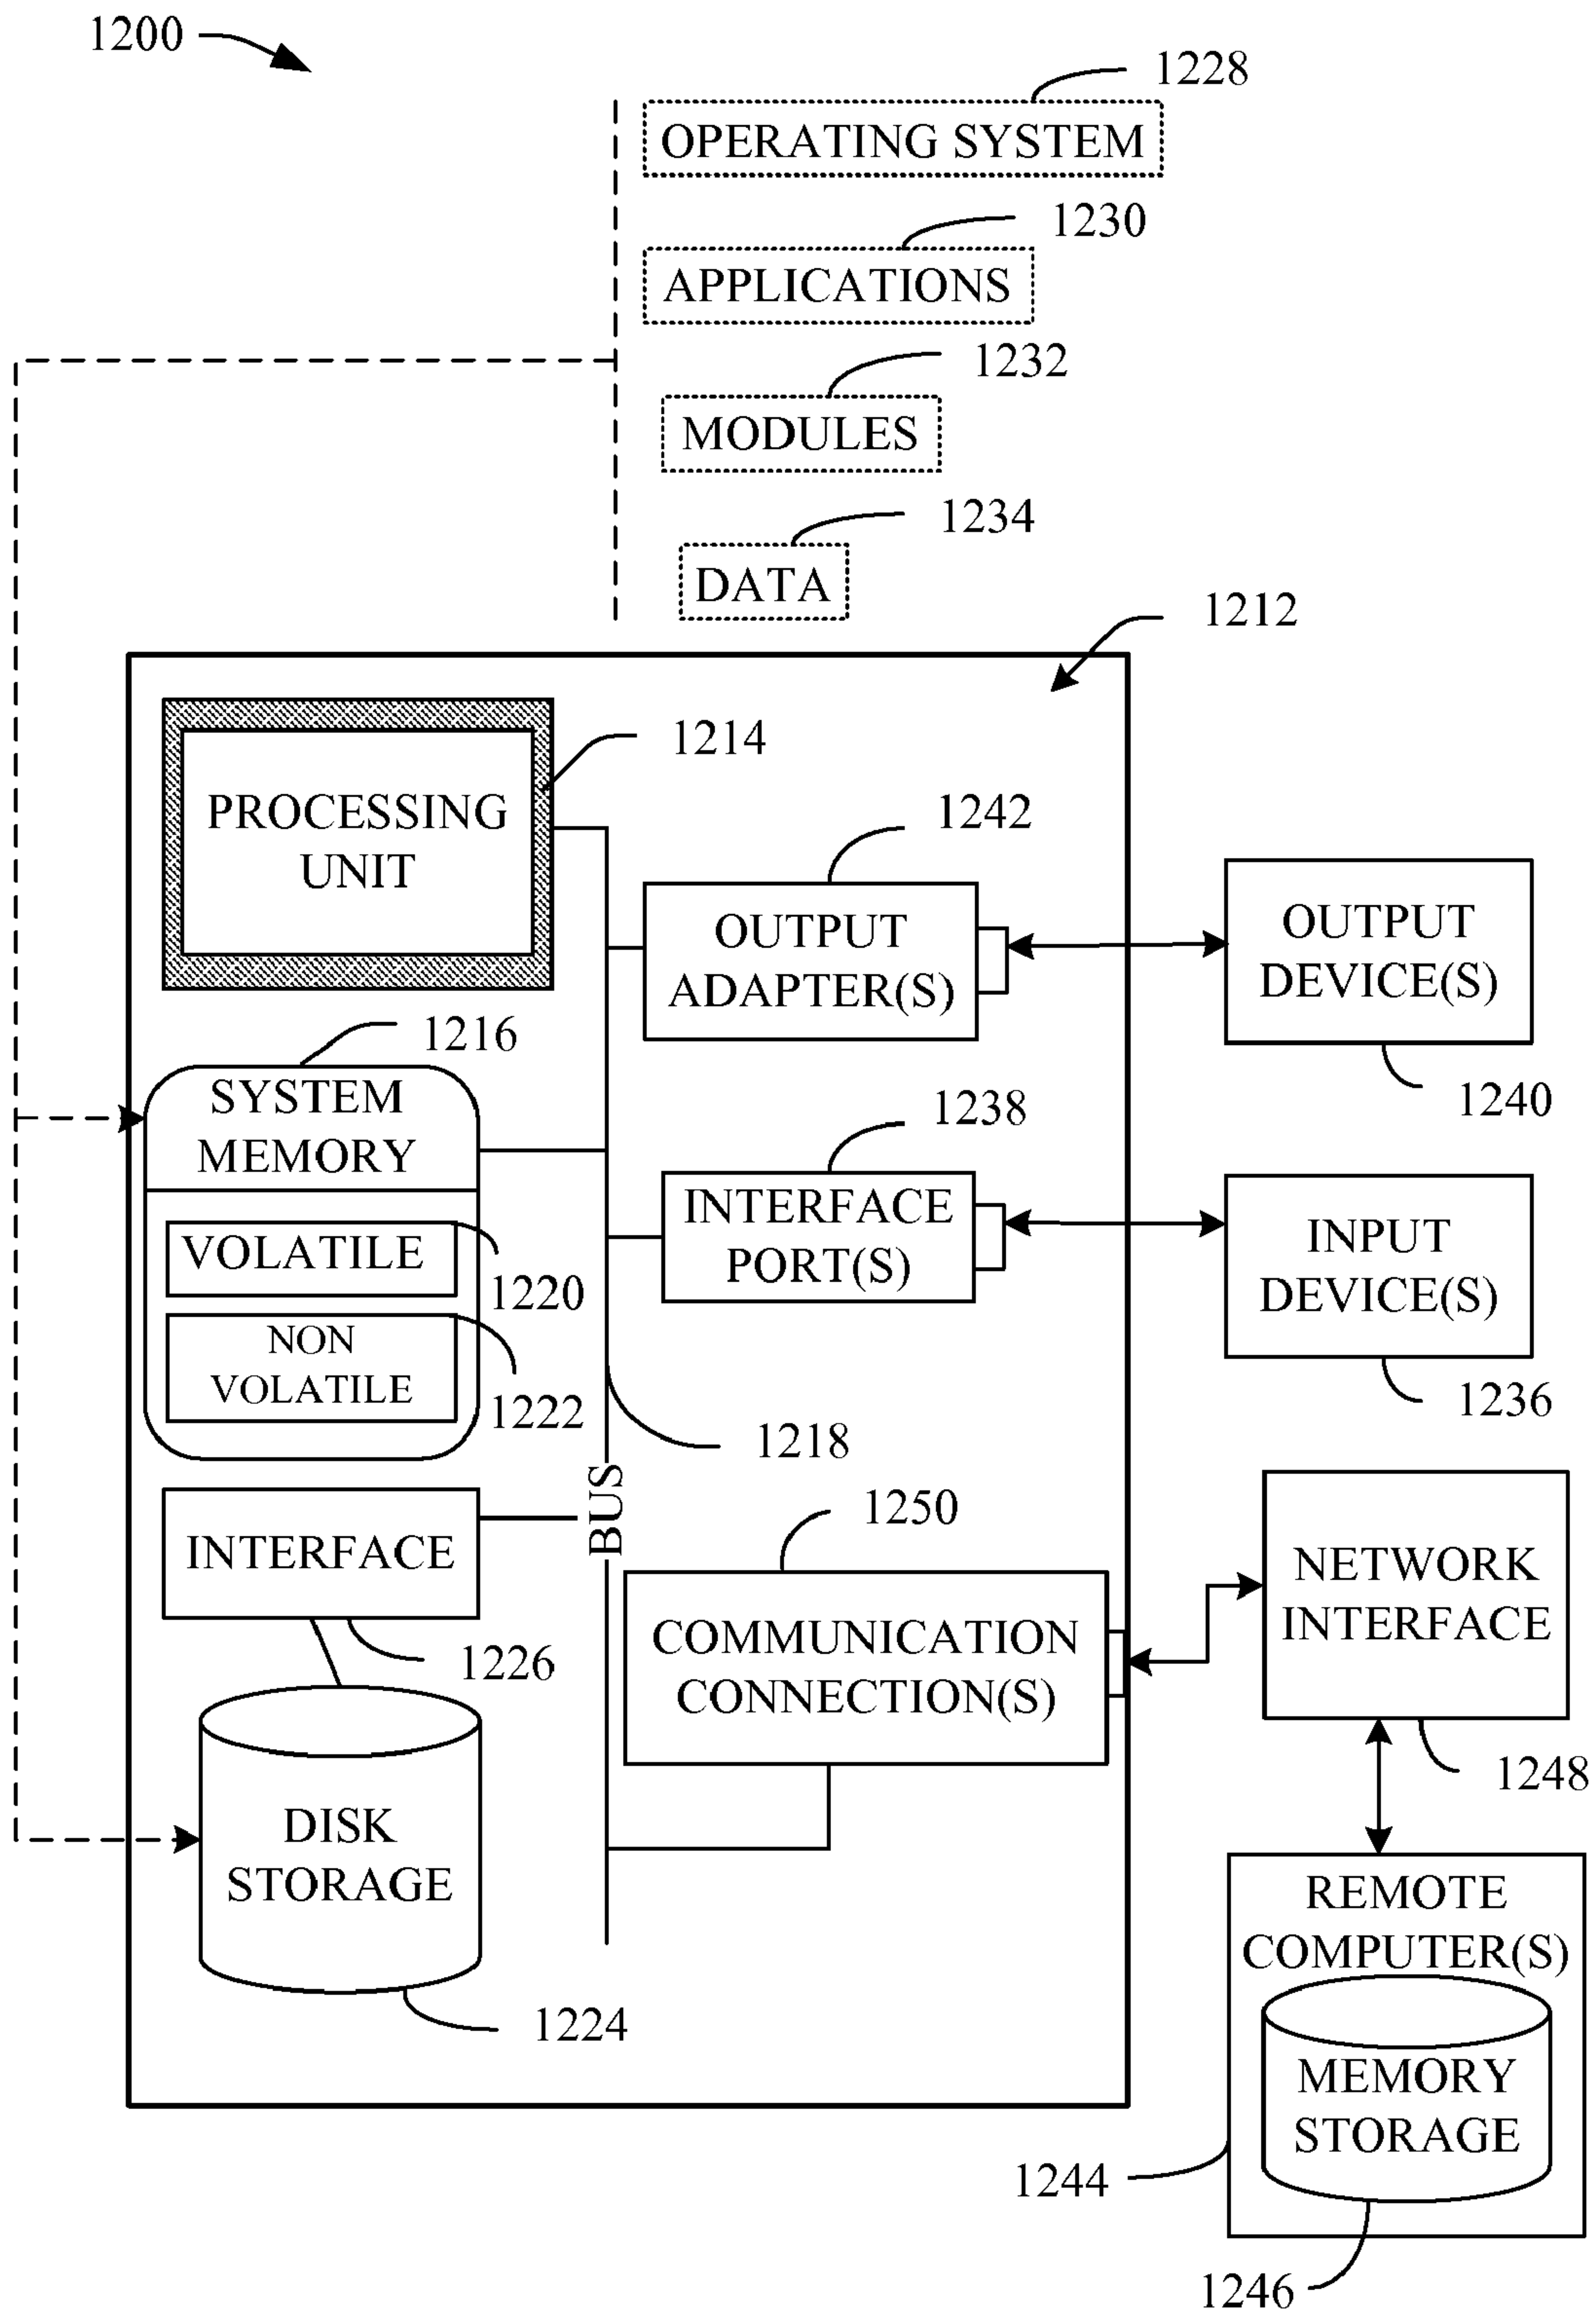 1200
1228
OPERATING SYSTEM
1230
APPLICATIONS
1232
MODULES
1234
DATA
1212
PROCESSING
UNIT
1214
1242
OUTPUT
ADAPTER(S)
OUTPUT
DEVICE(S)
1240
1216
SYSTEM
MEMORY
VOLATILE
1220
NON
VOLATILE
1222
1238
INTERFACE
PORT(S)
INPUT
DEVICE(S)
1236
1218
BUS
INTERFACE
1226
1250
COMMUNICATION
CONNECTION(S)
NETWORK
INTERFACE
1248
DISK
STORAGE
1224
REMOTE
COMPUTER(S)
MEMORY
STORAGE
1244
1246